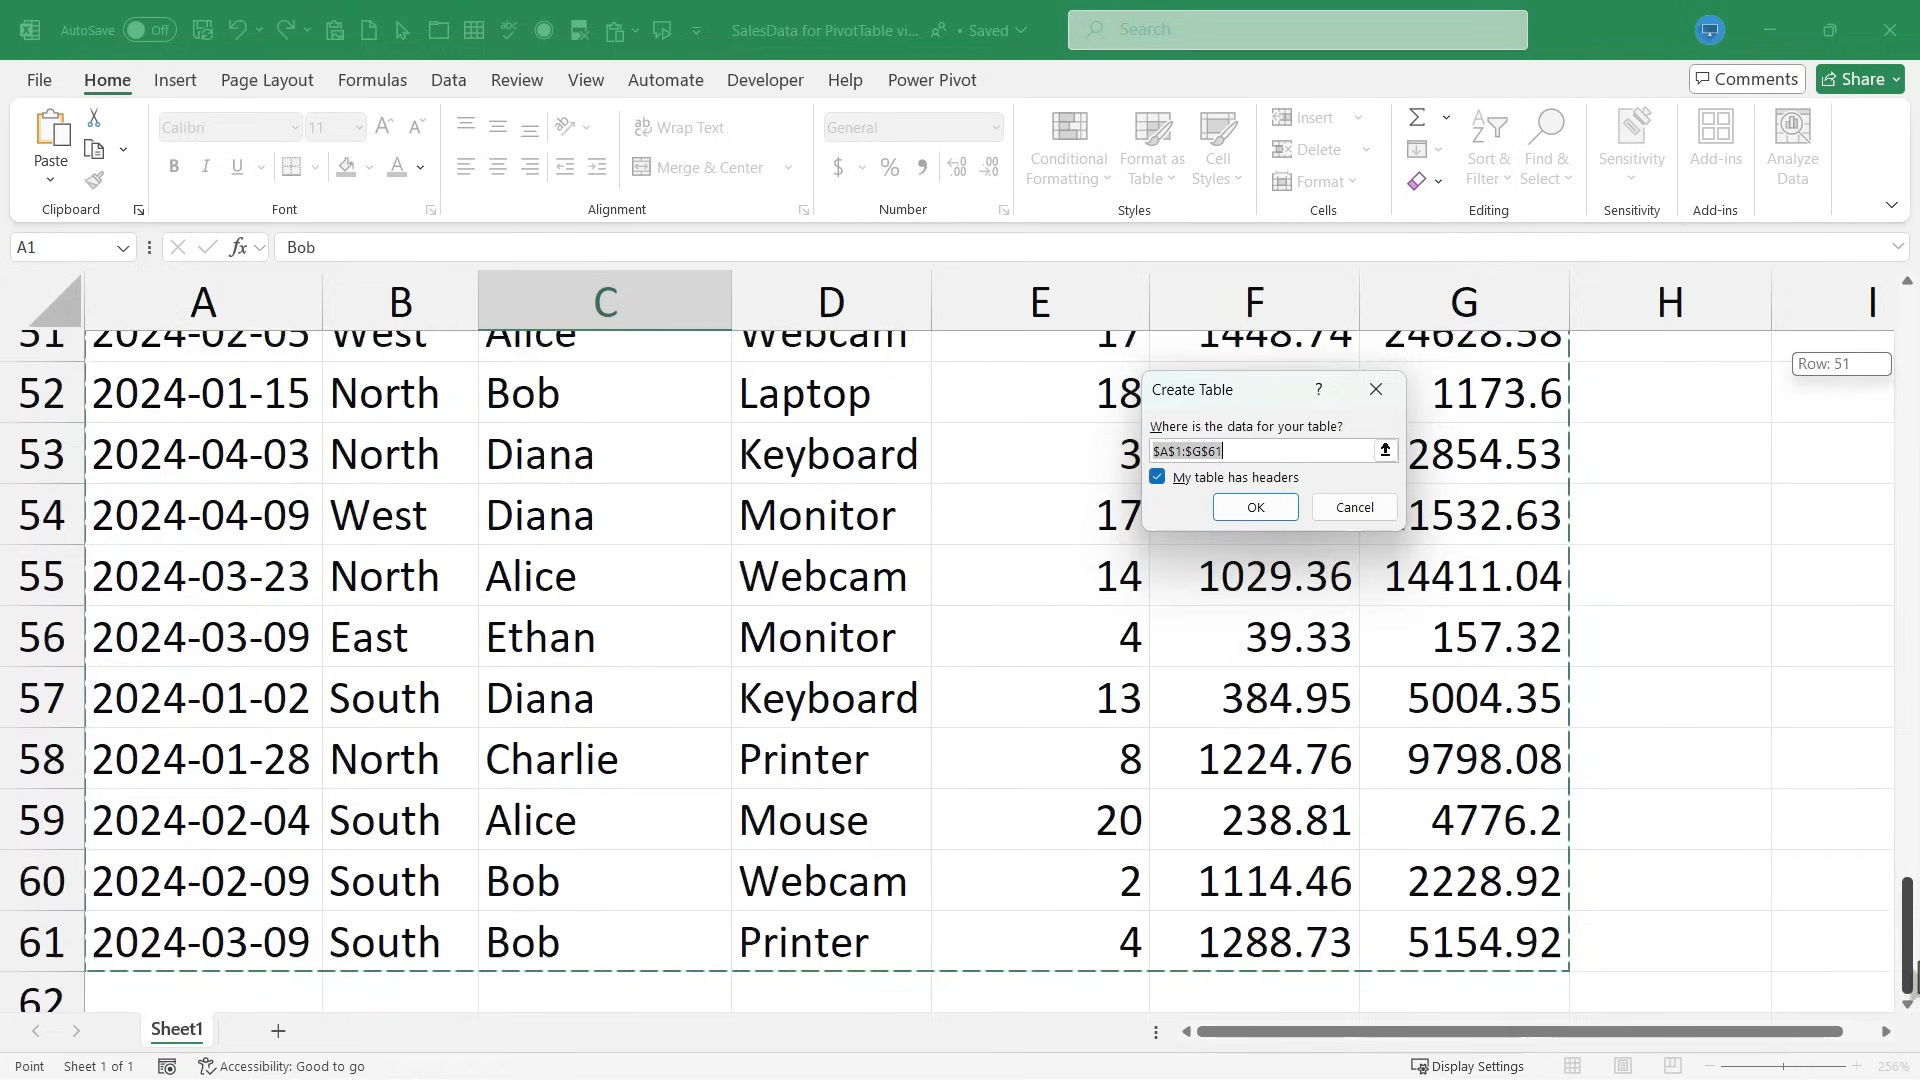 AutoSave Off SalesData for PivotTable vi... • Saved Search
File Home Insert Page Layout Formulas Data Review View Automate Developer Help Power Pivot Comments Share
Paste
Clipboard
Calibri 11
B I U A
Font
ab Wrap Text
Merge & Center
Alignment
General
$ % 9
Number
Conditional Formatting
Format as Table
Cell Styles
Styles
Insert
Delete
Format
Cells
Sort & Filter
Find & Select
Editing
Sensitivity
Sensitivity
Add-ins
Add-ins
Analyze Data
A1 fx Bob
A B C D E F G H I
51 2024-02-05 West Alice Webcam 17 1448.74 24628.58
Row: 51
52 2024-01-15 North Bob Laptop 18 1173.6
53 2024-04-03 North Diana Keyboard 3 2854.53
54 2024-04-09 West Diana Monitor 17 1532.63
55 2024-03-23 North Alice Webcam 14 1029.36 14411.04
56 2024-03-09 East Ethan Monitor 4 39.33 157.32
57 2024-01-02 South Diana Keyboard 13 384.95 5004.35
58 2024-01-28 North Charlie Printer 8 1224.76 9798.08
59 2024-02-04 South Alice Mouse 20 238.81 4776.2
60 2024-02-09 South Bob Webcam 2 1114.46 2228.92
61 2024-03-09 South Bob Printer 4 1288.73 5154.92
62
Create Table ?
Where is the data for your table?
$A$1:$G$61
My table has headers
OK Cancel
Sheet1
Point Sheet 1 of 1 Accessibility: Good to go Display Settings 256%